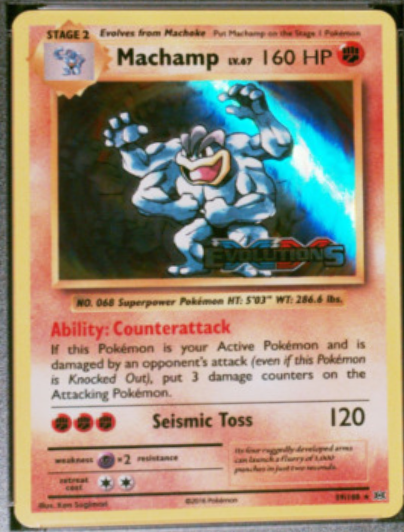 STAGE 2 Evolves from Machoke Put Machamp on the Stage 1 Pokémon
Machamp LV.67 160 HP
EVOLUTIONS
NO. 068 Superpower Pokémon HT: 5'03" WT: 286.6 lbs.
Ability: Counterattack
If this Pokémon is your Active Pokémon and is
damaged by an opponent's attack (even if this Pokémon
is Knocked Out), put 3 damage counters on the
Attacking Pokémon.
Seismic Toss 120
Its four ruggedly developed arms
can launch a flurry of 1,000
punches in just two seconds.
weakness ×2 resistance
retreat
cost
Illus. Ken Sugimori ©2016 Pokémon 59/108